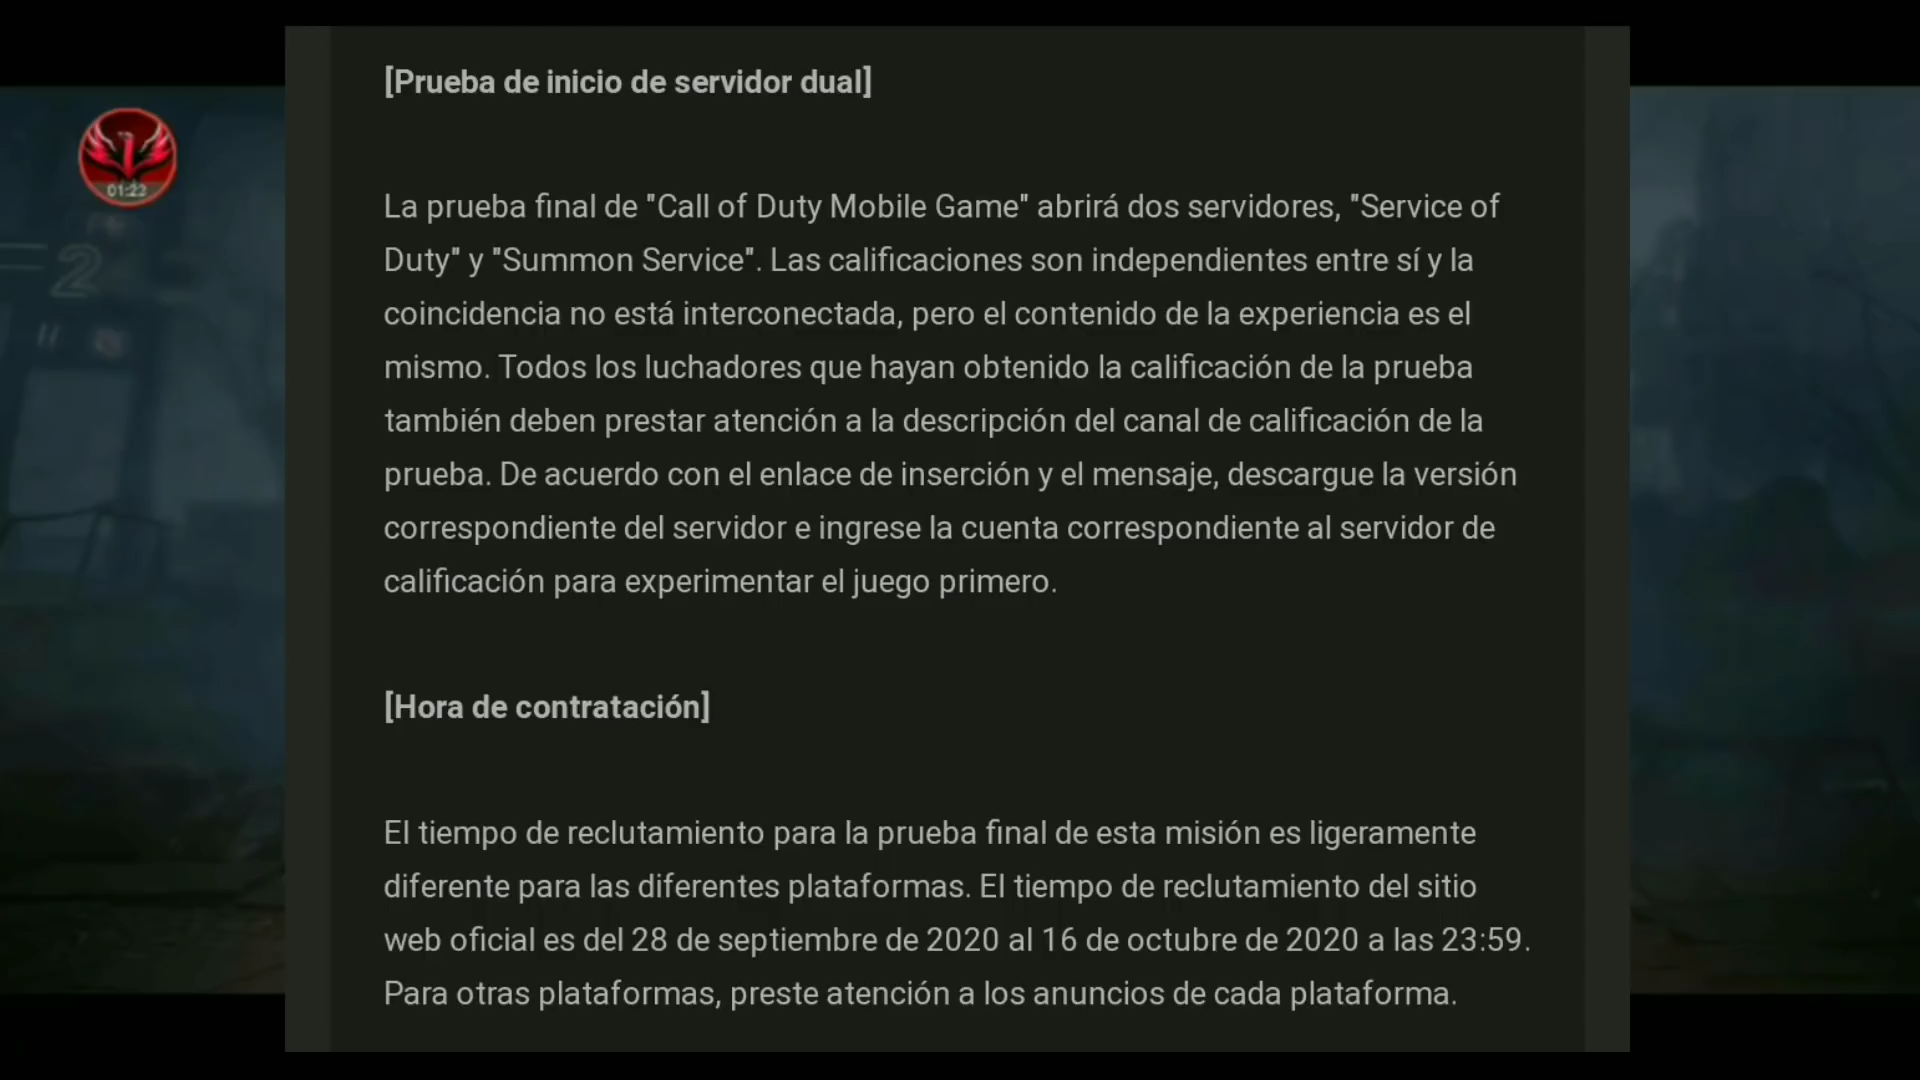 [Prueba de inicio de servidor dual]
La prueba final de "Call of Duty Mobile Game" abrirá dos servidores, "Service of
Duty" y "Summon Service". Las calificaciones son independientes entre sí y la
coincidencia no está interconectada, pero el contenido de la experiencia es el
mismo. Todos los luchadores que hayan obtenido la calificación de la prueba
también deben prestar atención a la descripción del canal de calificación de la
prueba. De acuerdo con el enlace de inserción y el mensaje, descargue la versión
correspondiente del servidor e ingrese la cuenta correspondiente al servidor de
calificación para experimentar el juego primero.
[Hora de contratación]
El tiempo de reclutamiento para la prueba final de esta misión es ligeramente
diferente para las diferentes plataformas. El tiempo de reclutamiento del sitio
web oficial es del 28 de septiembre de 2020 al 16 de octubre de 2020 a las 23:59.
Para otras plataformas, preste atención a los anuncios de cada plataforma.
01:22
2